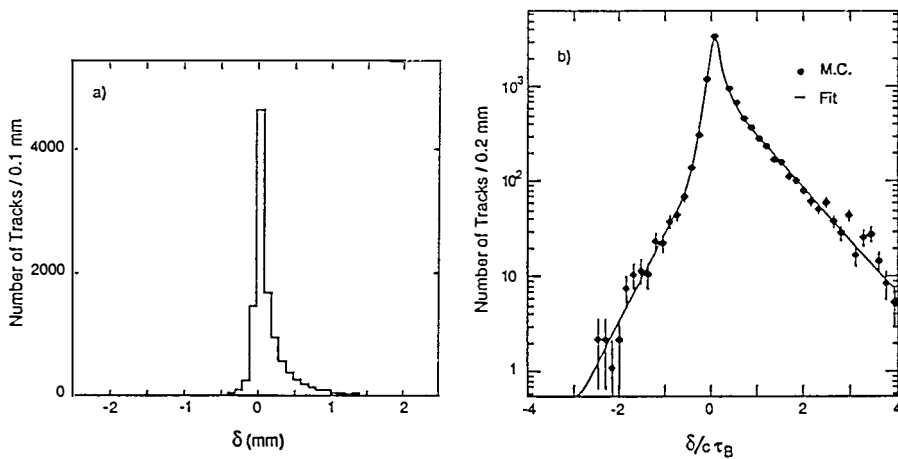 a)
Number of Tracks / 0.1 mm
4000
2000
0
-2
-1
0
1
2
δ (mm)
b)
Number of Tracks / 0.2 mm
10³
10²
10
1
M.C.
Fit
-4
-2
0
2
4
δ/c τ_B